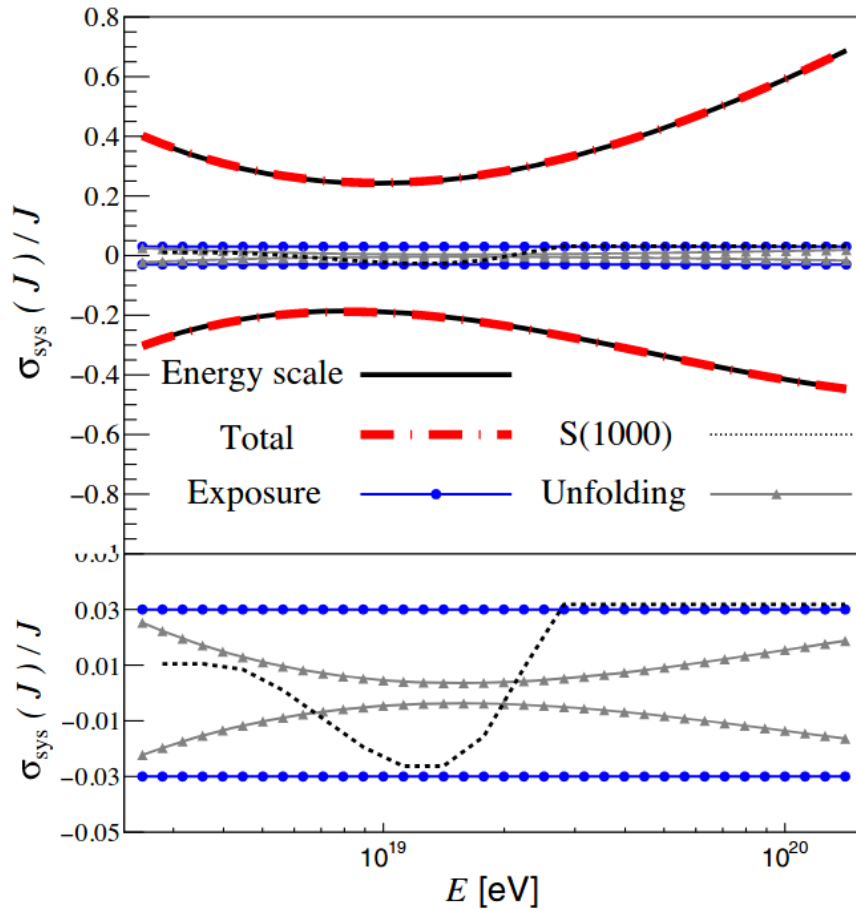 0.8
0.6
0.4
0.2
0
−0.2
−0.4
−0.6
−0.8
σsys ( J ) / J
Energy scale
Total S(1000)
Exposure Unfolding
0.03
0.01
−0.01
−0.03
−0.05
σsys ( J ) / J
10^19 10^20
E [eV]